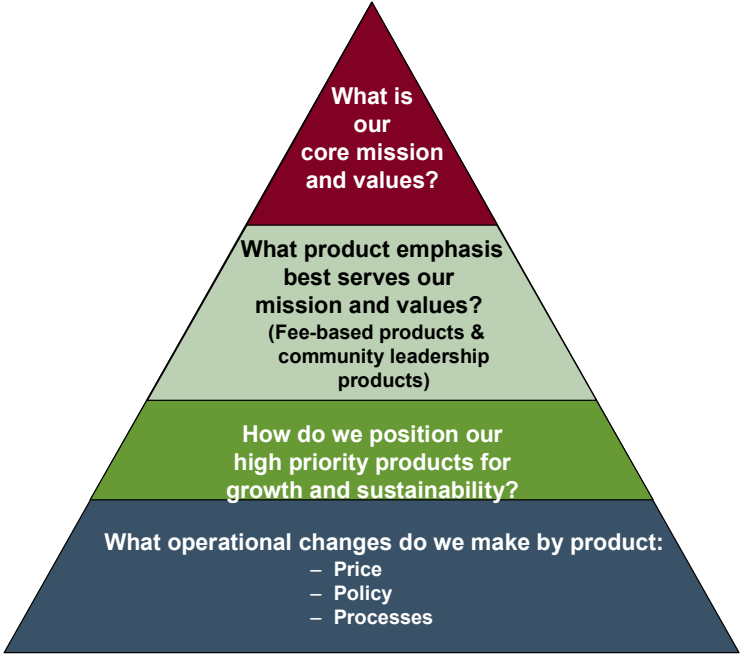 What is
our
core mission
and values?
What product emphasis
best serves our
mission and values?
(Fee-based products &
community leadership
products)
How do we position our
high priority products for
growth and sustainability?
What operational changes do we make by product:
– Price
– Policy
– Processes